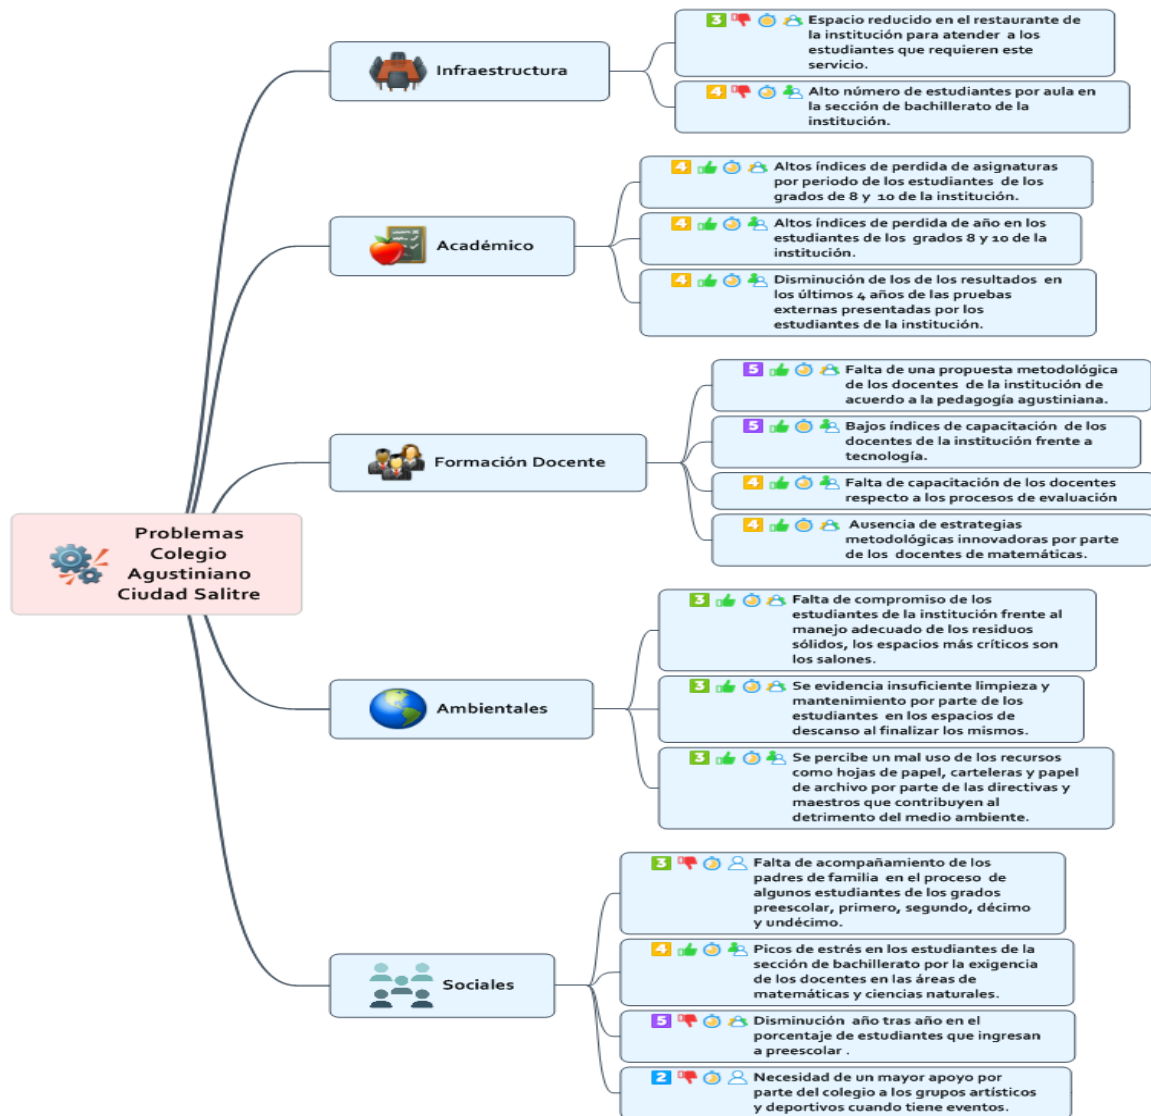 Problemas
Colegio
Agustiniano
Ciudad Salitre
Infraestructura
3 Espacio reducido en el restaurante de
la institución para atender a los
estudiantes que requieren este
servicio.
4 Alto número de estudiantes por aula en
la sección de bachillerato de la
institución.
Académico
4 Altos índices de perdida de asignaturas
por periodo de los estudiantes de los
grados de 8 y 10 de la institución.
4 Altos índices de perdida de año en los
estudiantes de los grados 8 y 10 de la
institución.
4 Disminución de los de los resultados en
los últimos 4 años de las pruebas
externas presentadas por los
estudiantes de la institución.
Formación Docente
5 Falta de una propuesta metodológica
de los docentes de la institución de
acuerdo a la pedagogía agustiniana.
5 Bajos índices de capacitación de los
docentes de la institución frente a
tecnología.
4 Falta de capacitación de los docentes
respecto a los procesos de evaluación
4 Ausencia de estrategias
metodológicas innovadoras por parte
de los docentes de matemáticas.
Ambientales
3 Falta de compromiso de los
estudiantes de la institución frente al
manejo adecuado de los residuos
sólidos, los espacios más críticos son
los salones.
3 Se evidencia insuficiente limpieza y
mantenimiento por parte de los
estudiantes en los espacios de
descanso al finalizar los mismos.
3 Se percibe un mal uso de los recursos
como hojas de papel, carteleras y papel
de archivo por parte de las directivas y
maestros que contribuyen al
detrimento del medio ambiente.
Sociales
3 Falta de acompañamiento de los
padres de familia en el proceso de
algunos estudiantes de los grados
preescolar, primero, segundo, décimo
y undécimo.
4 Picos de estrés en los estudiantes de la
sección de bachillerato por la exigencia
de los docentes en las áreas de
matemáticas y ciencias naturales.
5 Disminución año tras año en el
porcentaje de estudiantes que ingresan
a preescolar .
2 Necesidad de un mayor apoyo por
parte del colegio a los grupos artísticos
y deportivos cuando tiene eventos.